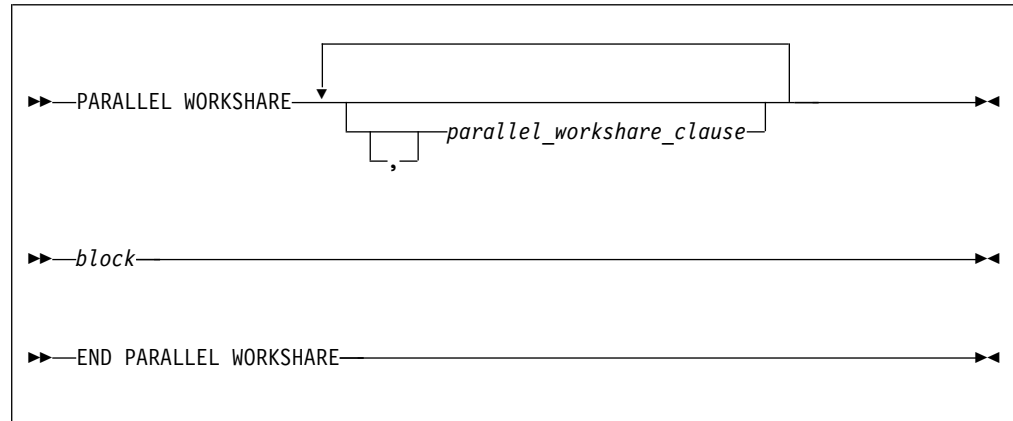 PARALLEL WORKSHARE
parallel_workshare_clause
,
block
END PARALLEL WORKSHARE